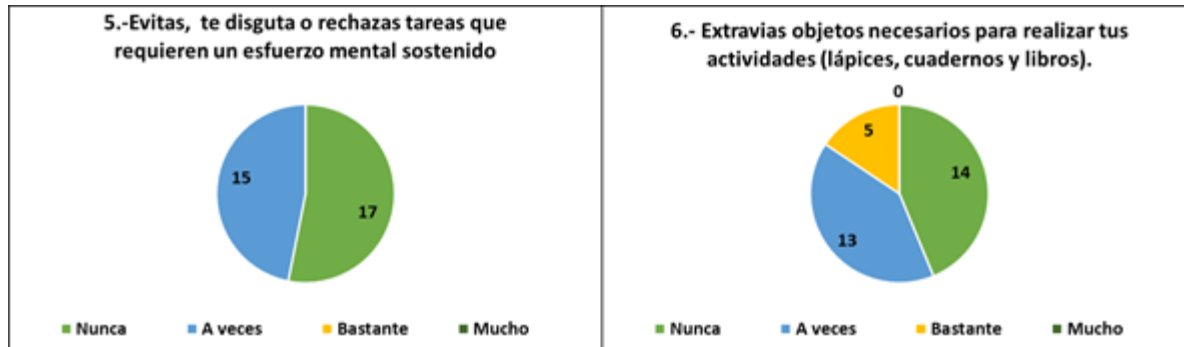 5.-Evitas, te disguta o rechazas tareas que
requieren un esfuerzo mental sostenido
15
17
Nunca
A veces
Bastante
Mucho
6.- Extravias objetos necesarios para realizar tus
actividades (lápices, cuadernos y libros).
0
5
14
13
Nunca
A veces
Bastante
Mucho